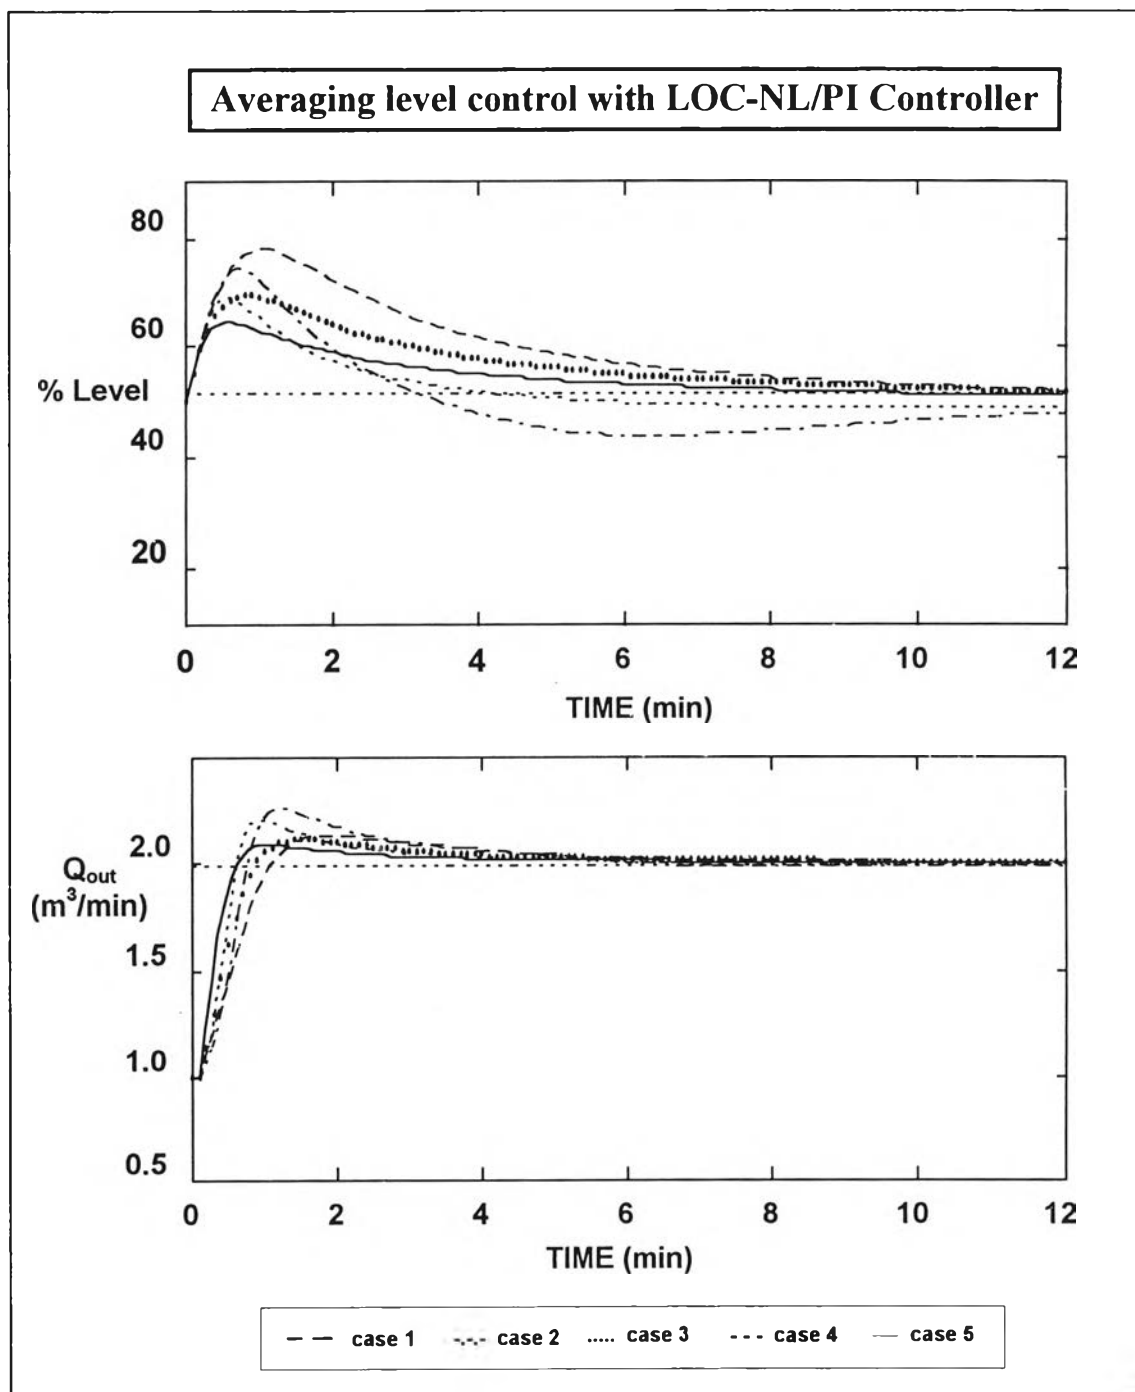 Averaging level control with LOC-NL/PI Controller
80
60
% Level
40
20
0 2 4 6 8 10 12
TIME (min)
2.0
Qout
(m³/min)
1.5
1.0
0.5
0 2 4 6 8 10 12
TIME (min)
case 1 case 2 case 3 case 4 case 5